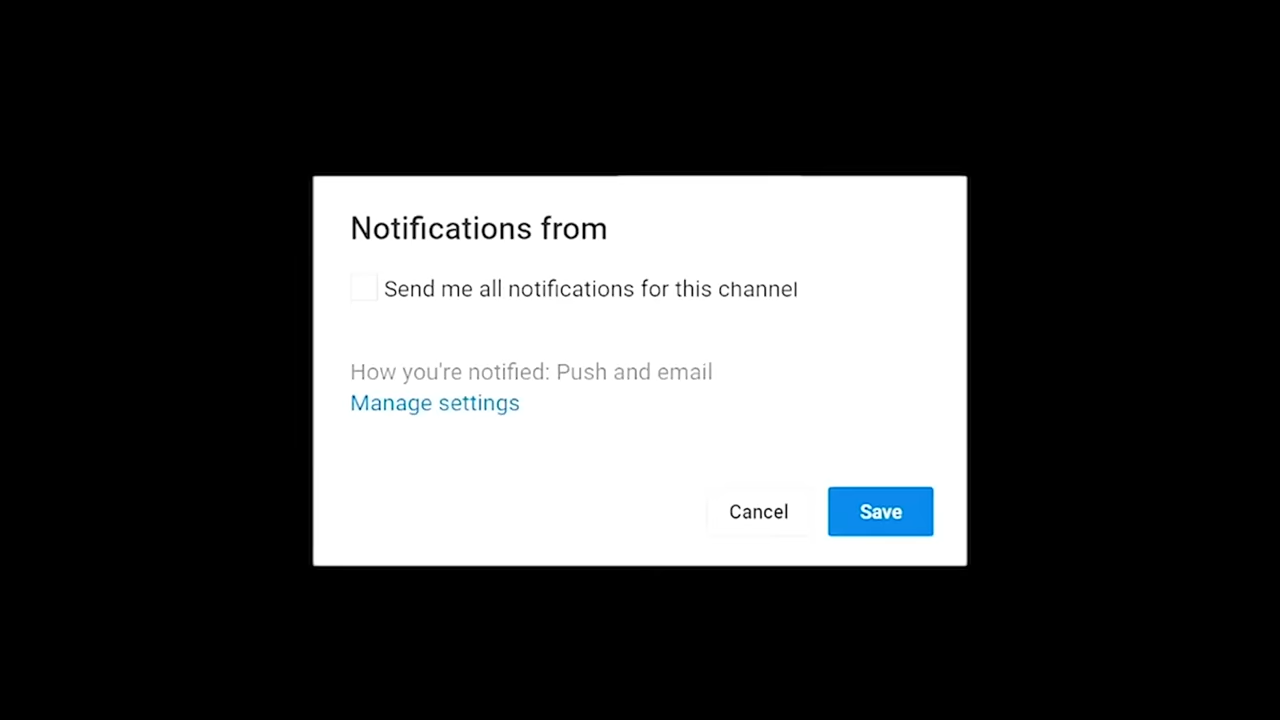 Notifications from
Send me all notifications for this channel
How you're notified: Push and email
Manage settings
Cancel
Save